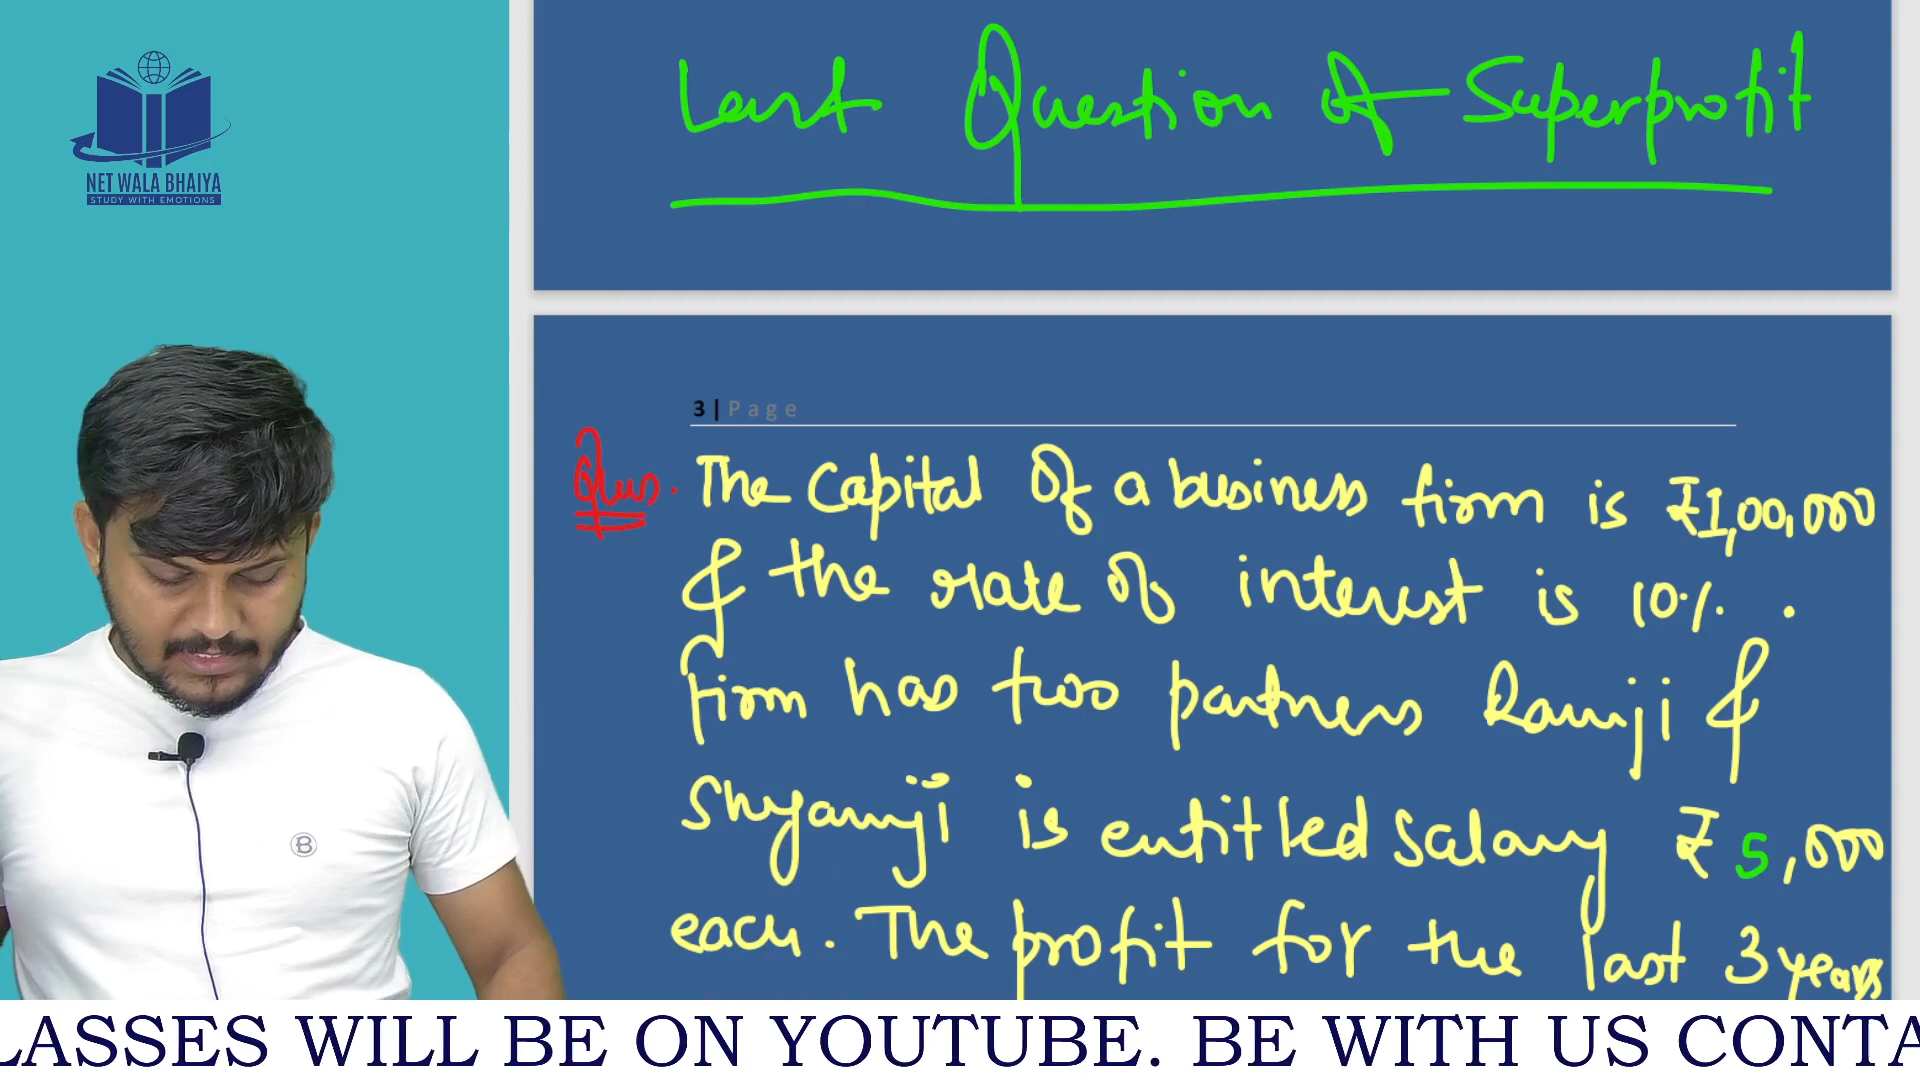 NET WALA BHAIYA
STUDY WITH EMOTIONS
Last Question of Superprofit
3 | Page
Ques. The Capital of a business firm is ₹1,00,000
& the rate of interest is 10%.
firm has two partners Ramji &
Shyamji is entitled Salary ₹ 5,000
each. The profit for the last 3 years
LASSES WILL BE ON YOUTUBE. BE WITH US CONTA